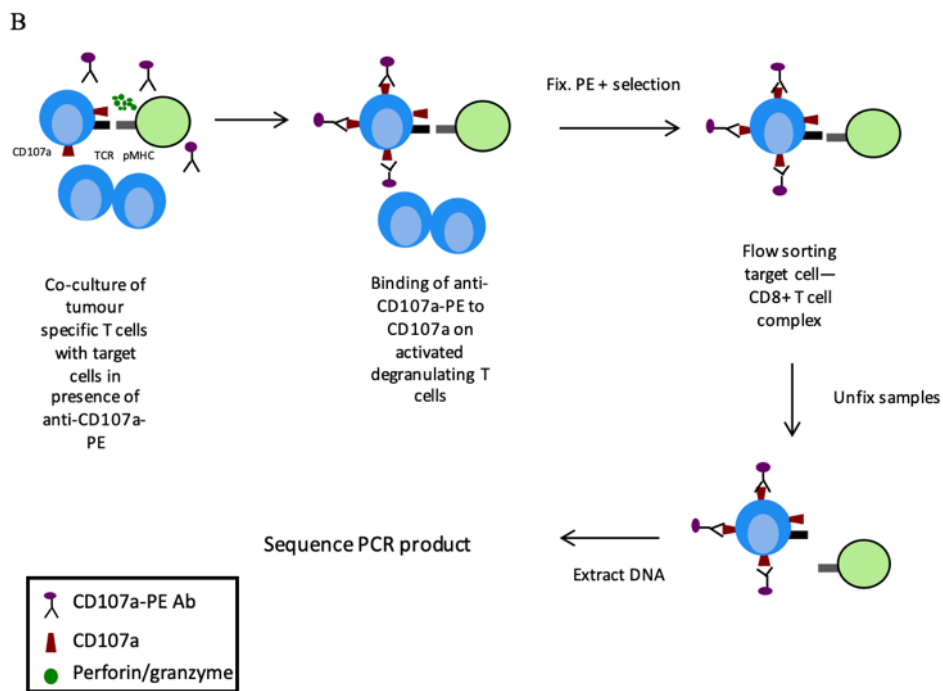 B
Fix. PE + selection
CD107a
TCR
pMHC
Co-culture of
tumour
specific T cells
with target
cells in
presence of
anti-CD107a-
PE
Binding of anti-
CD107a-PE to
CD107a on
activated
degranulating T
cells
Flow sorting
target cell—
CD8+ T cell
complex
Unfix samples
Sequence PCR product
Extract DNA
CD107a-PE Ab
CD107a
Perforin/granzyme